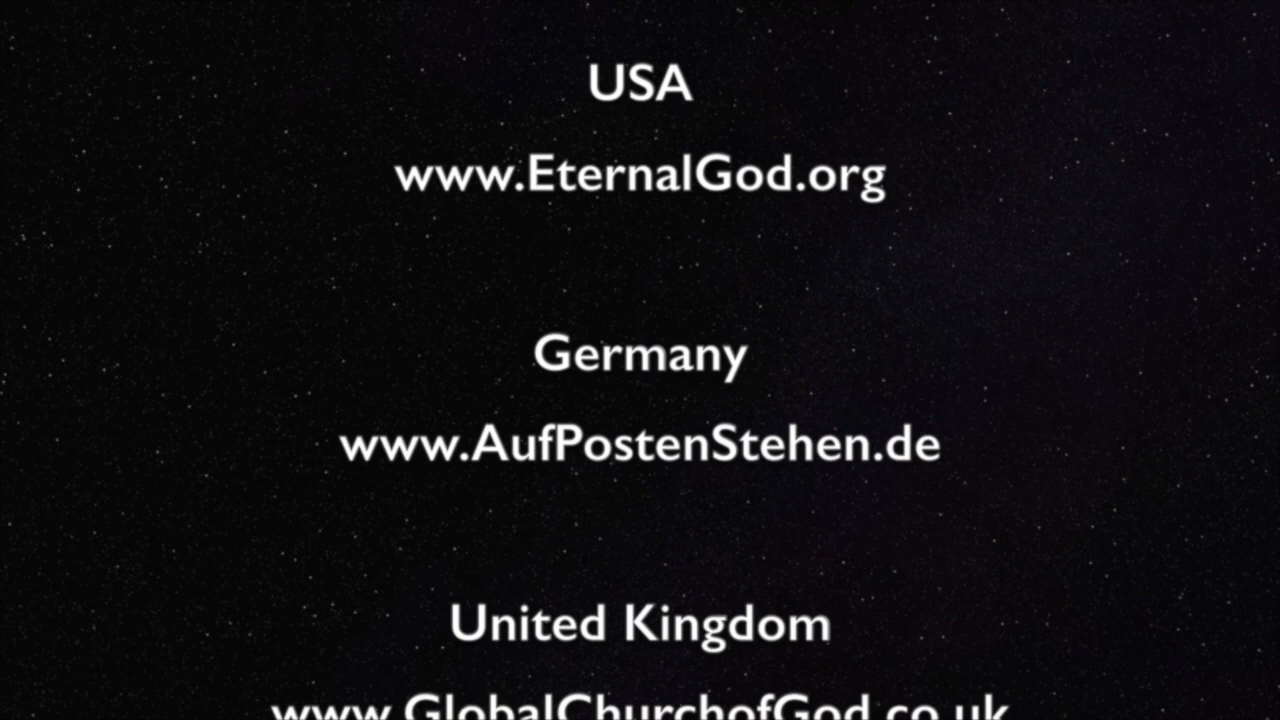 USA
www.EternalGod.org
Germany
www.AufPostenStehen.de
United Kingdom
www.GlobalChurchofGod.co.uk